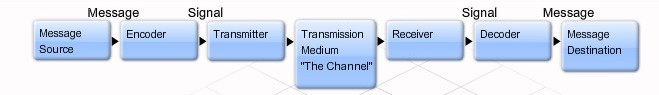 Message
Signal
Signal
Message
Message
Source
Encoder
Transmitter
Transmission
Medium
"The Channel"
Receiver
Decoder
Message
Destination